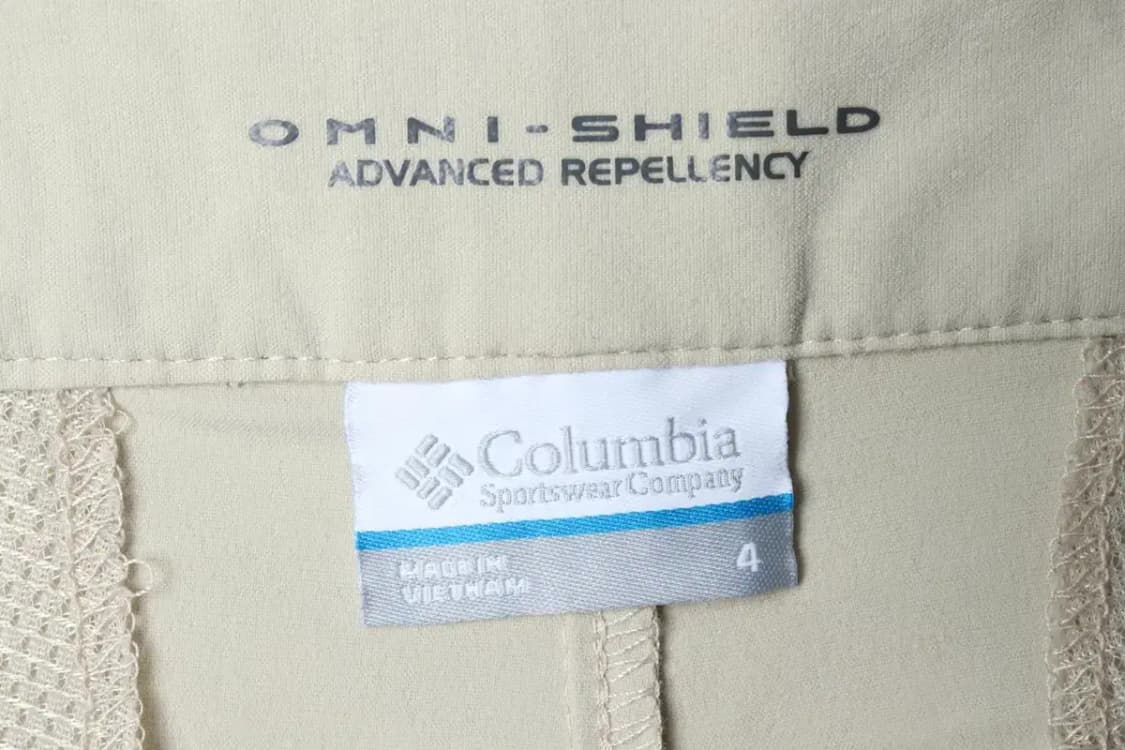 OMNI-SHIELD
ADVANCED REPELLENCY
Columbia
Sportswear Company
MADE IN
VIETNAM
4